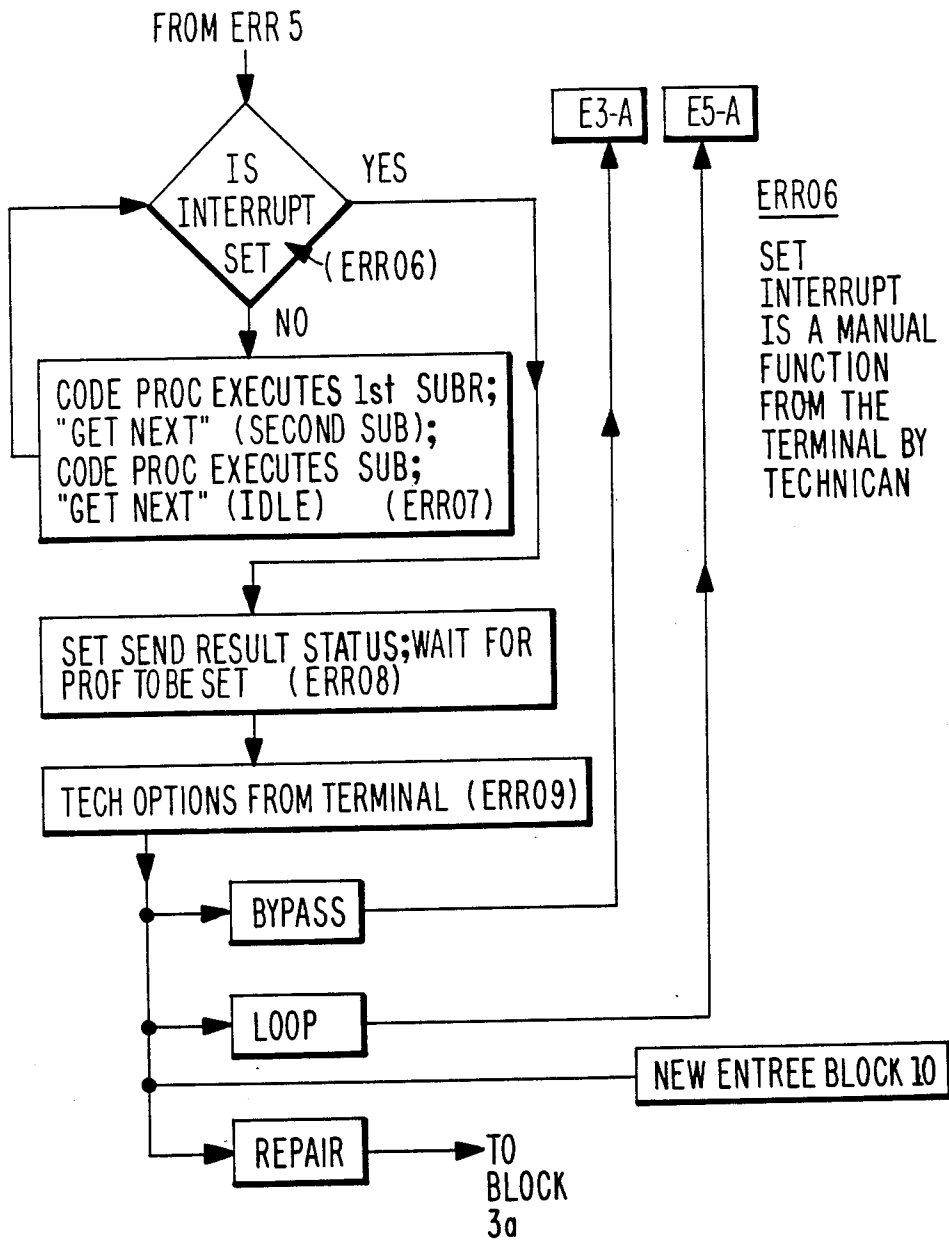 FROM ERR 5
IS
INTERRUPT
SET
(ERR06)
YES
NO
CODE PROC EXECUTES 1st SUBR;
"GET NEXT" (SECOND SUB);
CODE PROC EXECUTES SUB;
"GET NEXT" (IDLE) (ERR07)
SET SEND RESULT STATUS; WAIT FOR
PROF TO BE SET (ERR08)
TECH OPTIONS FROM TERMINAL (ERR09)
BYPASS
LOOP
NEW ENTREE BLOCK 10
REPAIR
TO
BLOCK
3a
E3-A
E5-A
ERR06
SET
INTERRUPT
IS A MANUAL
FUNCTION
FROM THE
TERMINAL BY
TECHNICAN